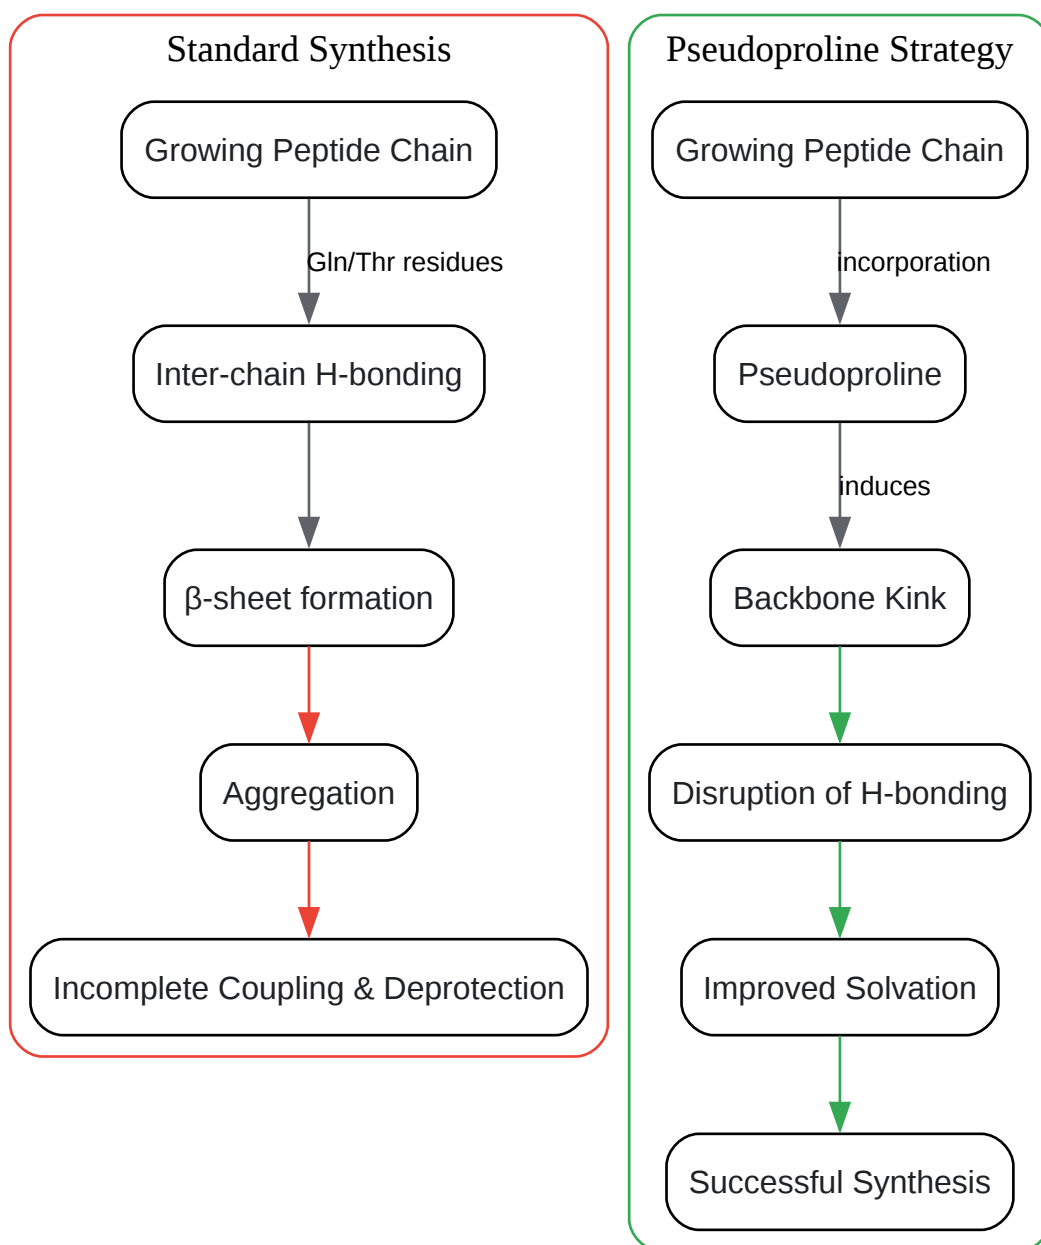 Standard Synthesis
Growing Peptide Chain
Gln/Thr residues
Inter-chain H-bonding
β-sheet formation
Aggregation
Incomplete Coupling & Deprotection
Pseudoproline Strategy
Growing Peptide Chain
incorporation
Pseudoproline
induces
Backbone Kink
Disruption of H-bonding
Improved Solvation
Successful Synthesis